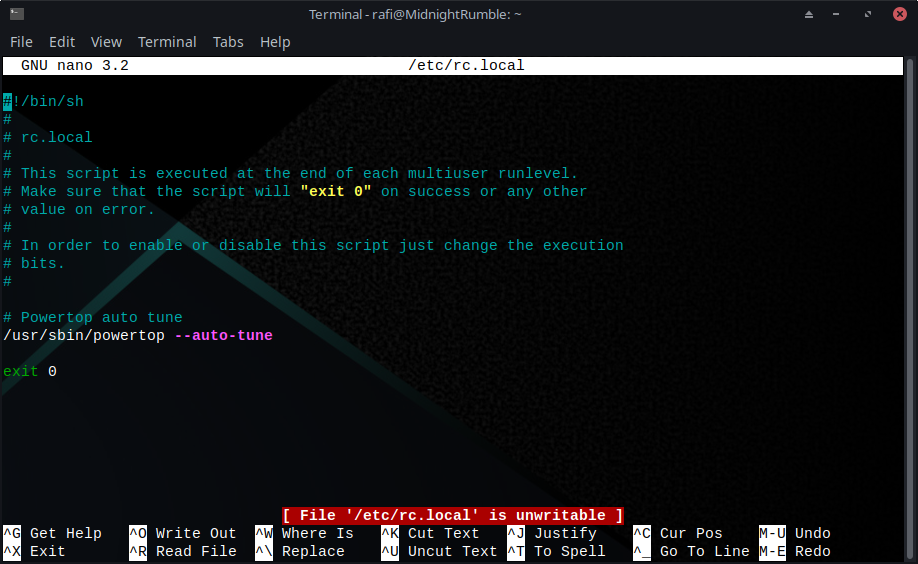 Terminal - rafi@MidnightRumble: ~
File Edit View Terminal Tabs Help
GNU nano 3.2 /etc/rc.local
#!/bin/sh
#
# rc.local
#
# This script is executed at the end of each multiuser runlevel.
# Make sure that the script will "exit 0" on success or any other
# value on error.
#
# In order to enable or disable this script just change the execution
# bits.
#
# Powertop auto tune
/usr/sbin/powertop --auto-tune
exit 0
[ File '/etc/rc.local' is unwritable ]
^G Get Help ^O Write Out ^W Where Is ^K Cut Text ^J Justify ^C Cur Pos M-U Undo
^X Exit ^R Read File ^\ Replace ^U Uncut Text ^T To Spell ^_ Go To Line M-E Redo